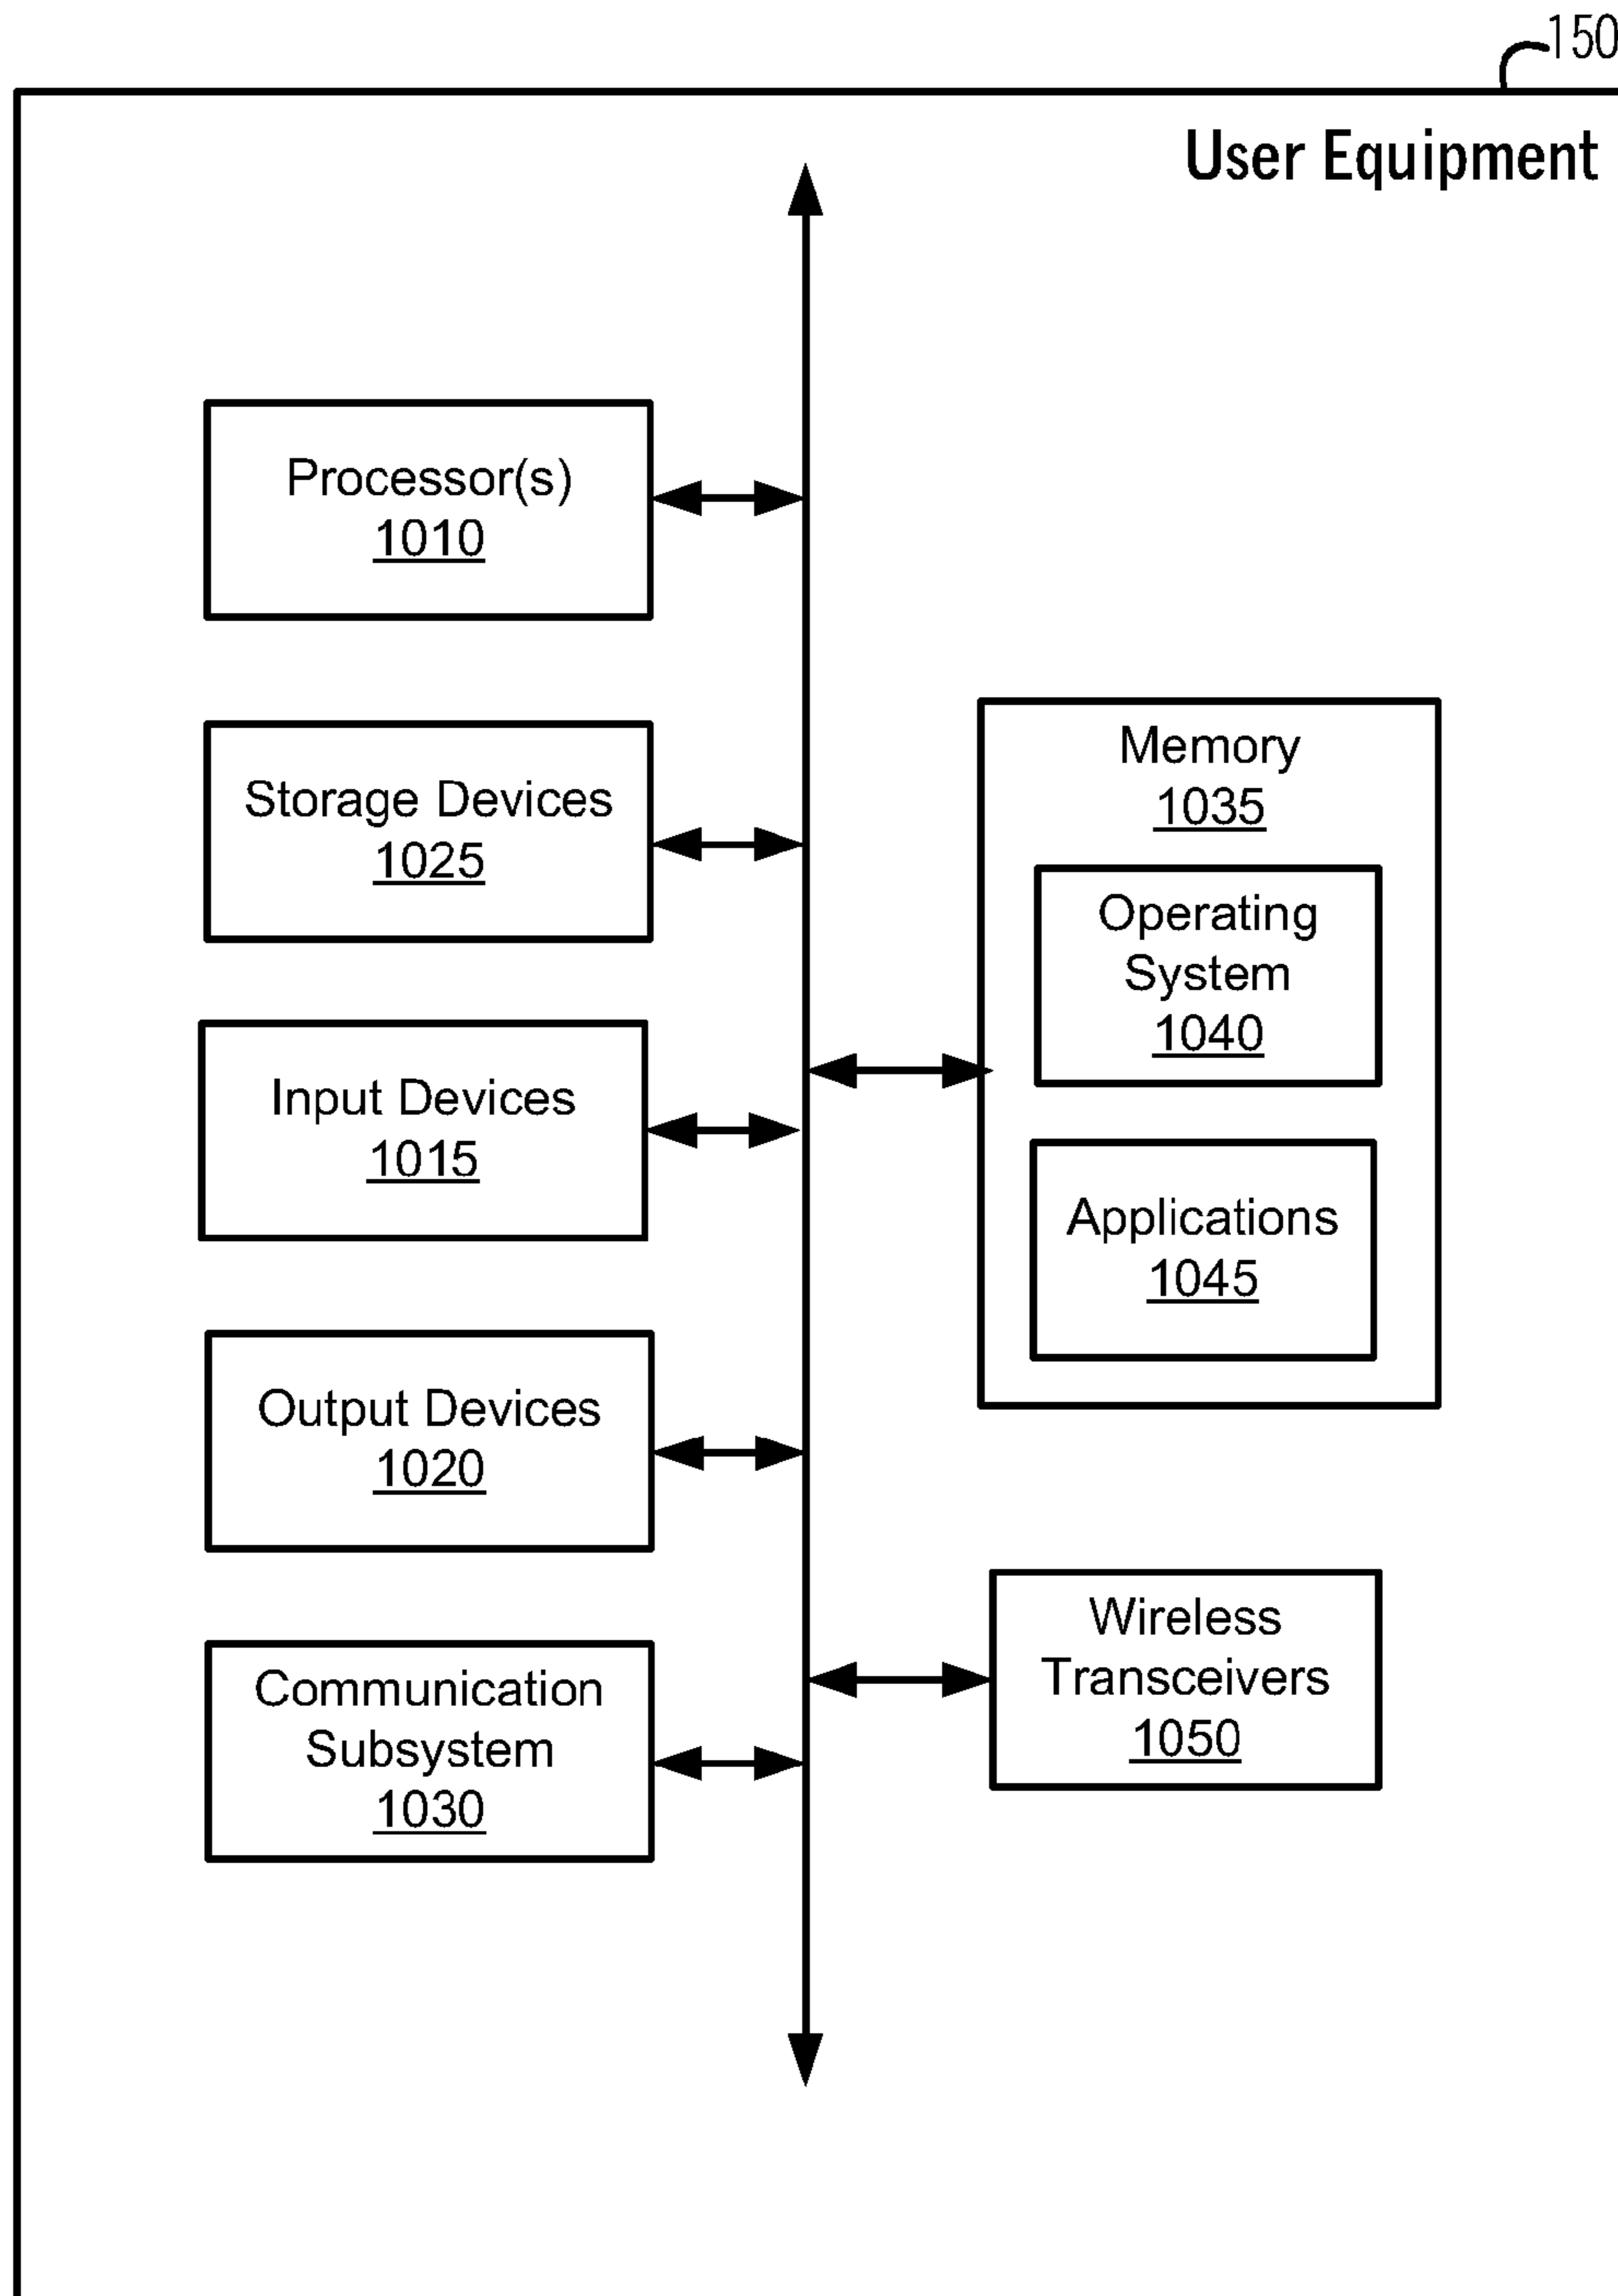 150
User Equipment
Processor(s)
1010
Storage Devices
1025
Input Devices
1015
Output Devices
1020
Communication
Subsystem
1030
Memory
1035
Operating
System
1040
Applications
1045
Wireless
Transceivers
1050